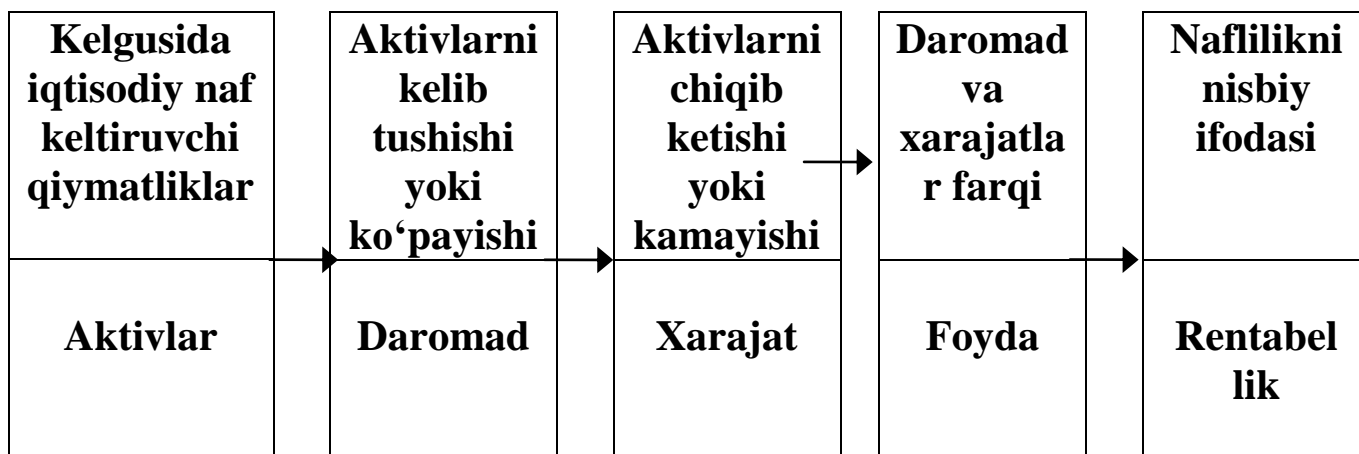 Kelgusida
iqtisodiy naf
keltiruvchi
qiymatliklar
Aktivlar
Aktivlarni
kelib
tushishi
yoki
ko‘payishi
Daromad
Aktivlarni
chiqib
ketishi
yoki
kamayishi
Xarajat
Daromad
va
xarajatla
r farqi
Foyda
Naflilikni
nisbiy
ifodasi
Rentabel
lik